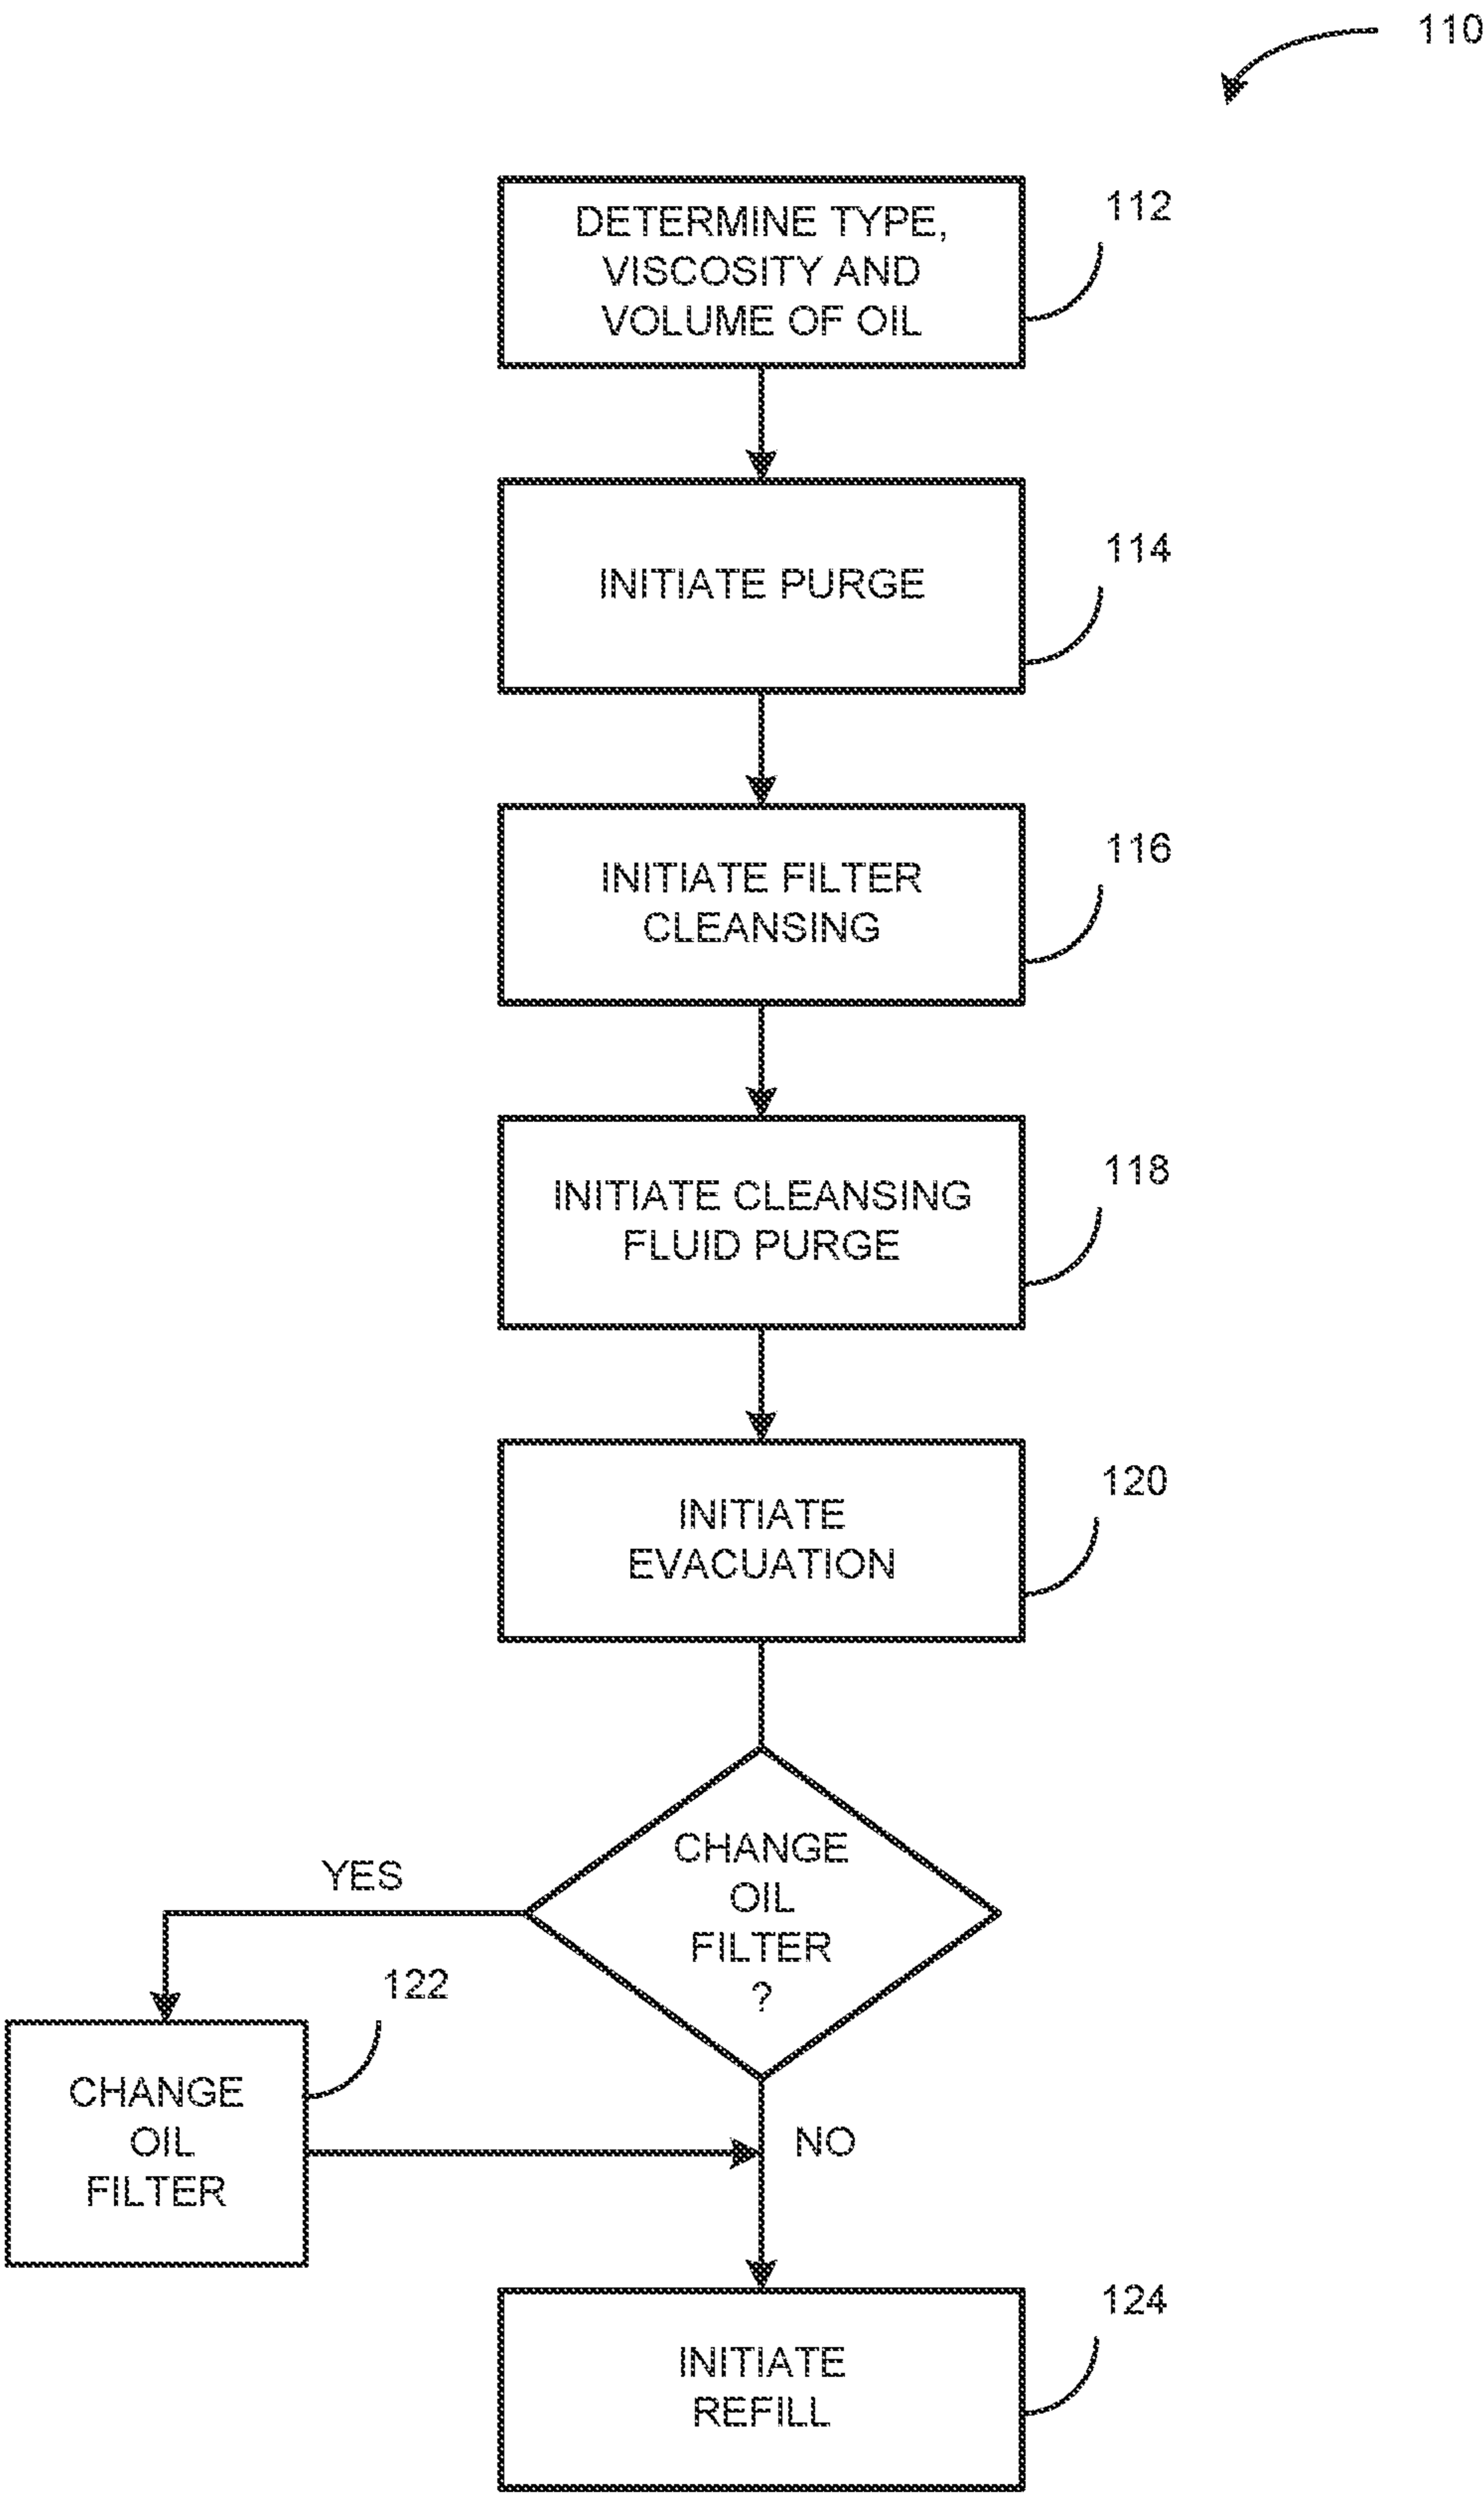 110
DETERMINE TYPE,
VISCOSITY AND
VOLUME OF OIL
112
INITIATE PURGE
114
INITIATE FILTER
CLEANSING
116
INITIATE CLEANSING
FLUID PURGE
118
INITIATE
EVACUATION
120
CHANGE
OIL
FILTER
?
YES
122
CHANGE
OIL
FILTER
NO
INITIATE
REFILL
124